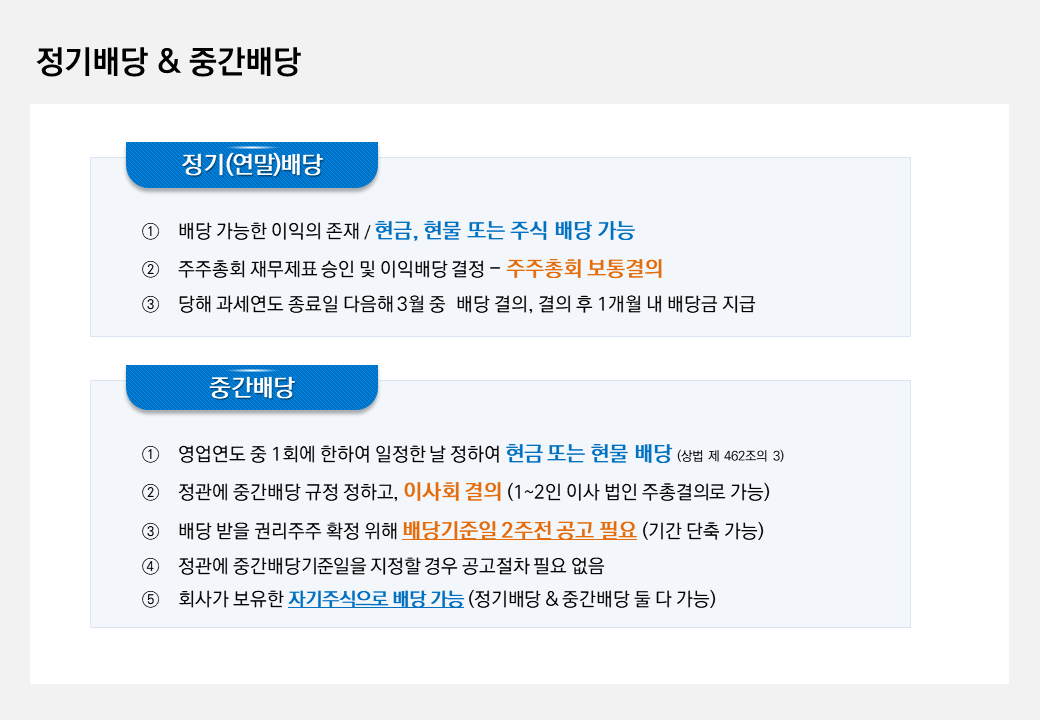 정기배당 & 중간배당
정기(연말)배당
① 배당 가능한 이익의 존재 / 현금, 현물 또는 주식 배당 가능
② 주주총회 재무제표 승인 및 이익배당 결정 – 주주총회 보통결의
③ 당해 과세연도 종료일 다음해 3월 중 배당 결의, 결의 후 1개월 내 배당금 지급
중간배당
① 영업연도 중 1회에 한하여 일정한 날 정하여 현금 또는 현물 배당 (상법 제 462조의 3)
② 정관에 중간배당 규정 정하고, 이사회 결의 (1~2인 이사 법인 주총결의로 가능)
③ 배당 받을 권리주주 확정 위해 배당기준일 2주전 공고 필요 (기간 단축 가능)
④ 정관에 중간배당기준일을 지정할 경우 공고절차 필요 없음
⑤ 회사가 보유한 자기주식으로 배당 가능 (정기배당 & 중간배당 둘 다 가능)